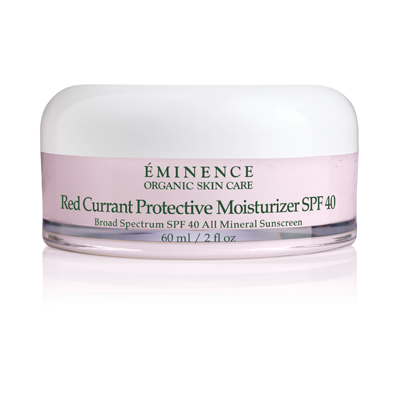 ÉMINENCE
ORGANIC SKIN CARE
Red Currant Protective Moisturizer SPF 40
Broad Spectrum SPF 40 All Mineral Sunscreen
60 ml / 2 fl oz